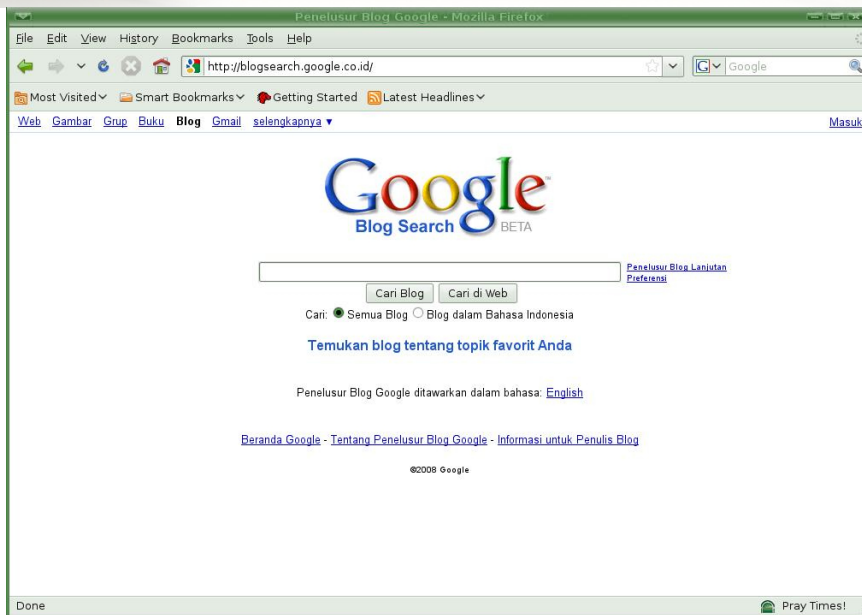 Penelusur Blog Google - Mozilla Firefox
File Edit View History Bookmarks Tools Help
http://blogsearch.google.co.id/ G Google
Most Visited Smart Bookmarks Getting Started Latest Headlines
Web Gambar Grup Buku Blog Gmail selengkapnya ▼ Masuk
Google™
Blog Search BETA
Penelusur Blog Lanjutan
Preferensi
Cari Blog Cari di Web
Cari: Semua Blog Blog dalam Bahasa Indonesia
Temukan blog tentang topik favorit Anda
Penelusur Blog Google ditawarkan dalam bahasa: English
Beranda Google - Tentang Penelusur Blog Google - Informasi untuk Penulis Blog
©2008 Google
Done Pray Times!